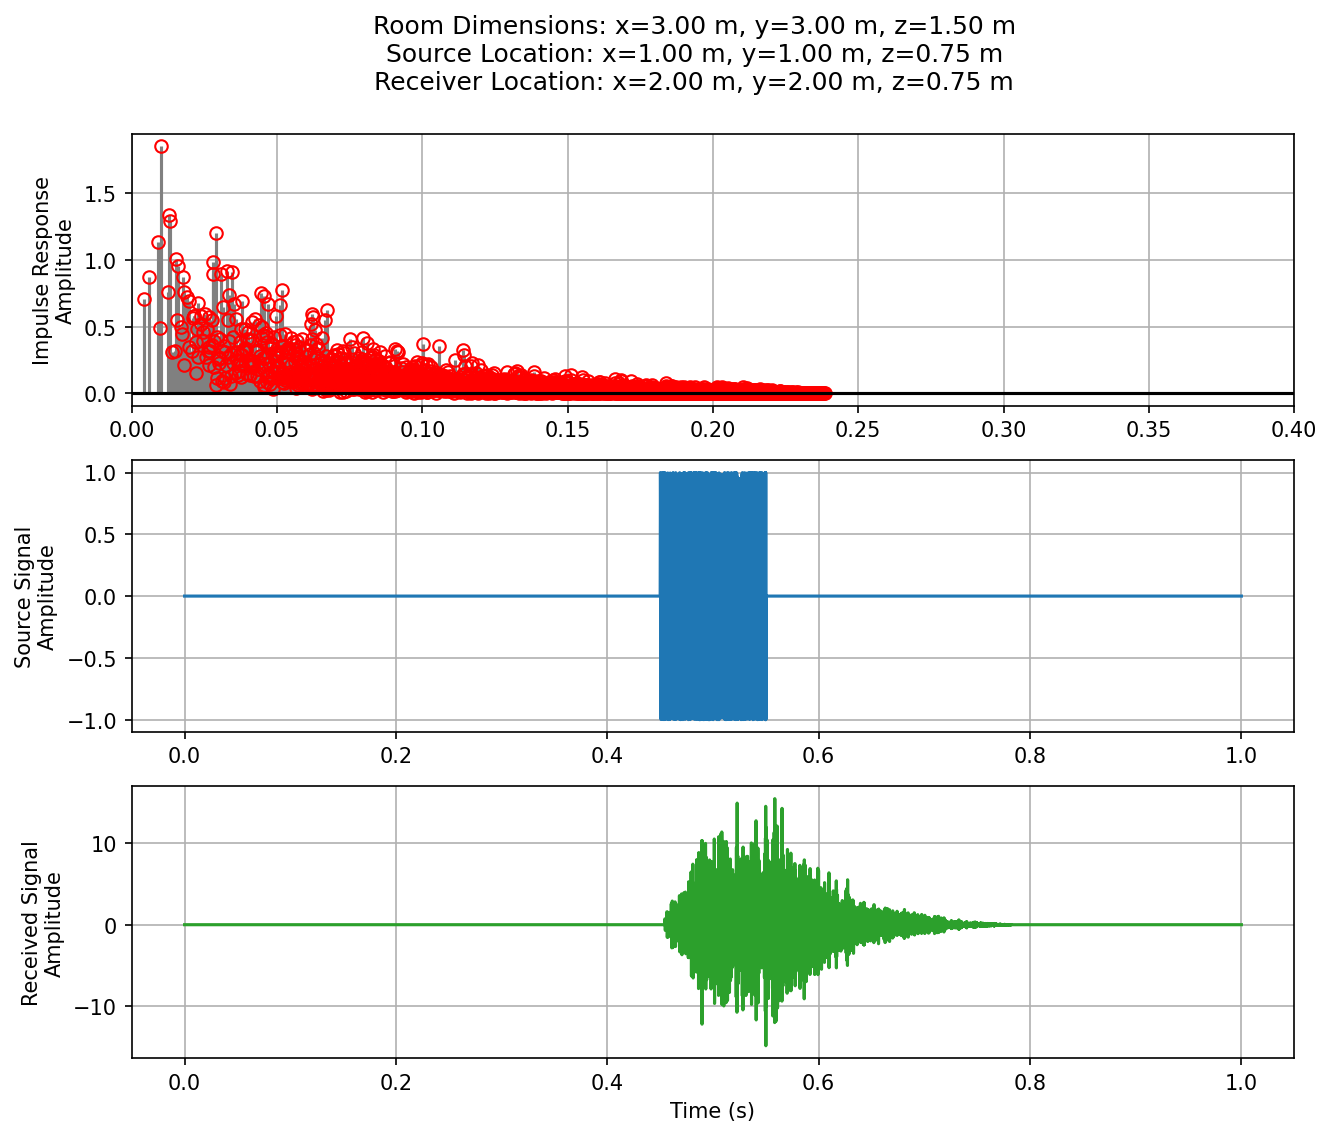 Room Dimensions: x=3.00 m, y=3.00 m, z=1.50 m
Source Location: x=1.00 m, y=1.00 m, z=0.75 m
Receiver Location: x=2.00 m, y=2.00 m, z=0.75 m
Impulse Response
Amplitude
1.5
1.0
0.5
0.0
0.00 0.05 0.10 0.15 0.20 0.25 0.30 0.35 0.40
Source Signal
Amplitude
1.0
0.5
0.0
−0.5
−1.0
0.0 0.2 0.4 0.6 0.8 1.0
Received Signal
Amplitude
10
0
−10
0.0 0.2 0.4 0.6 0.8 1.0
Time (s)